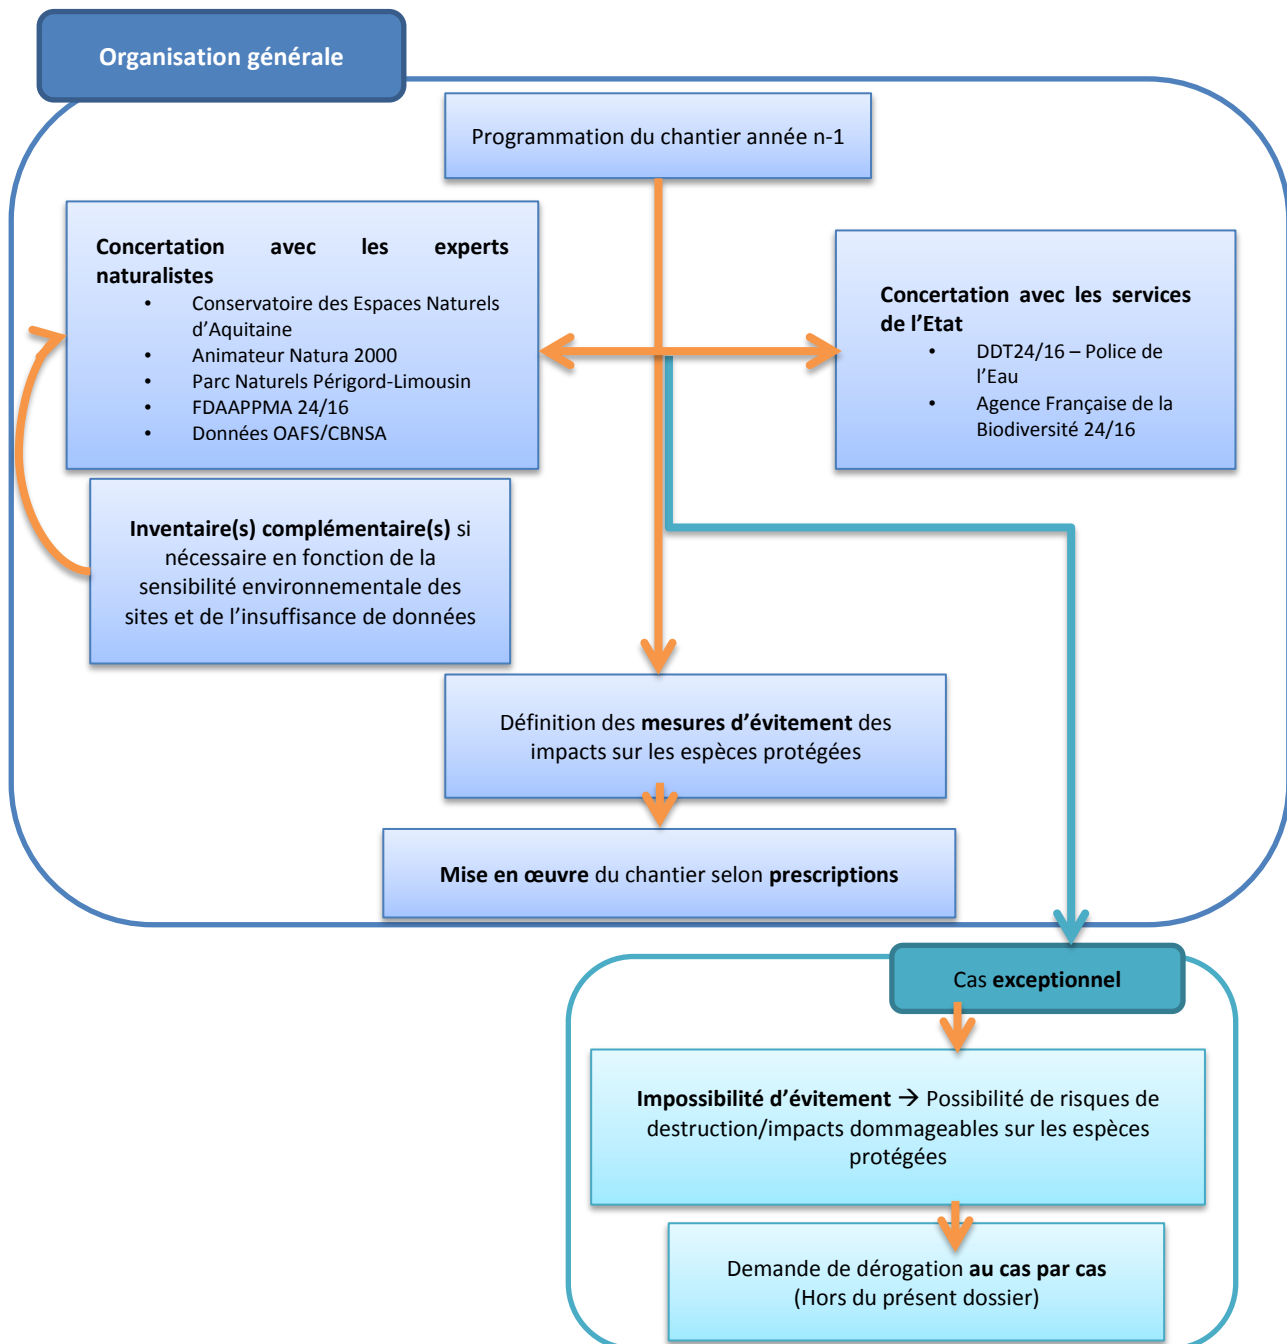 Organisation générale
Programmation du chantier année n-1
Concertation avec les experts
naturalistes
• Conservatoire des Espaces Naturels
d’Aquitaine
• Animateur Natura 2000
• Parc Naturels Périgord-Limousin
• FDAAPPMA 24/16
• Données OAFS/CBNSA
Concertation avec les services
de l’Etat
• DDT24/16 – Police de
l’Eau
• Agence Française de la
Biodiversité 24/16
Inventaire(s) complémentaire(s) si
nécessaire en fonction de la
sensibilité environnementale des
sites et de l’insuffisance de données
Définition des mesures d’évitement des
impacts sur les espèces protégées
Mise en œuvre du chantier selon prescriptions
Cas exceptionnel
Impossibilité d’évitement → Possibilité de risques de
destruction/impacts dommageables sur les espèces
protégées
Demande de dérogation au cas par cas
(Hors du présent dossier)